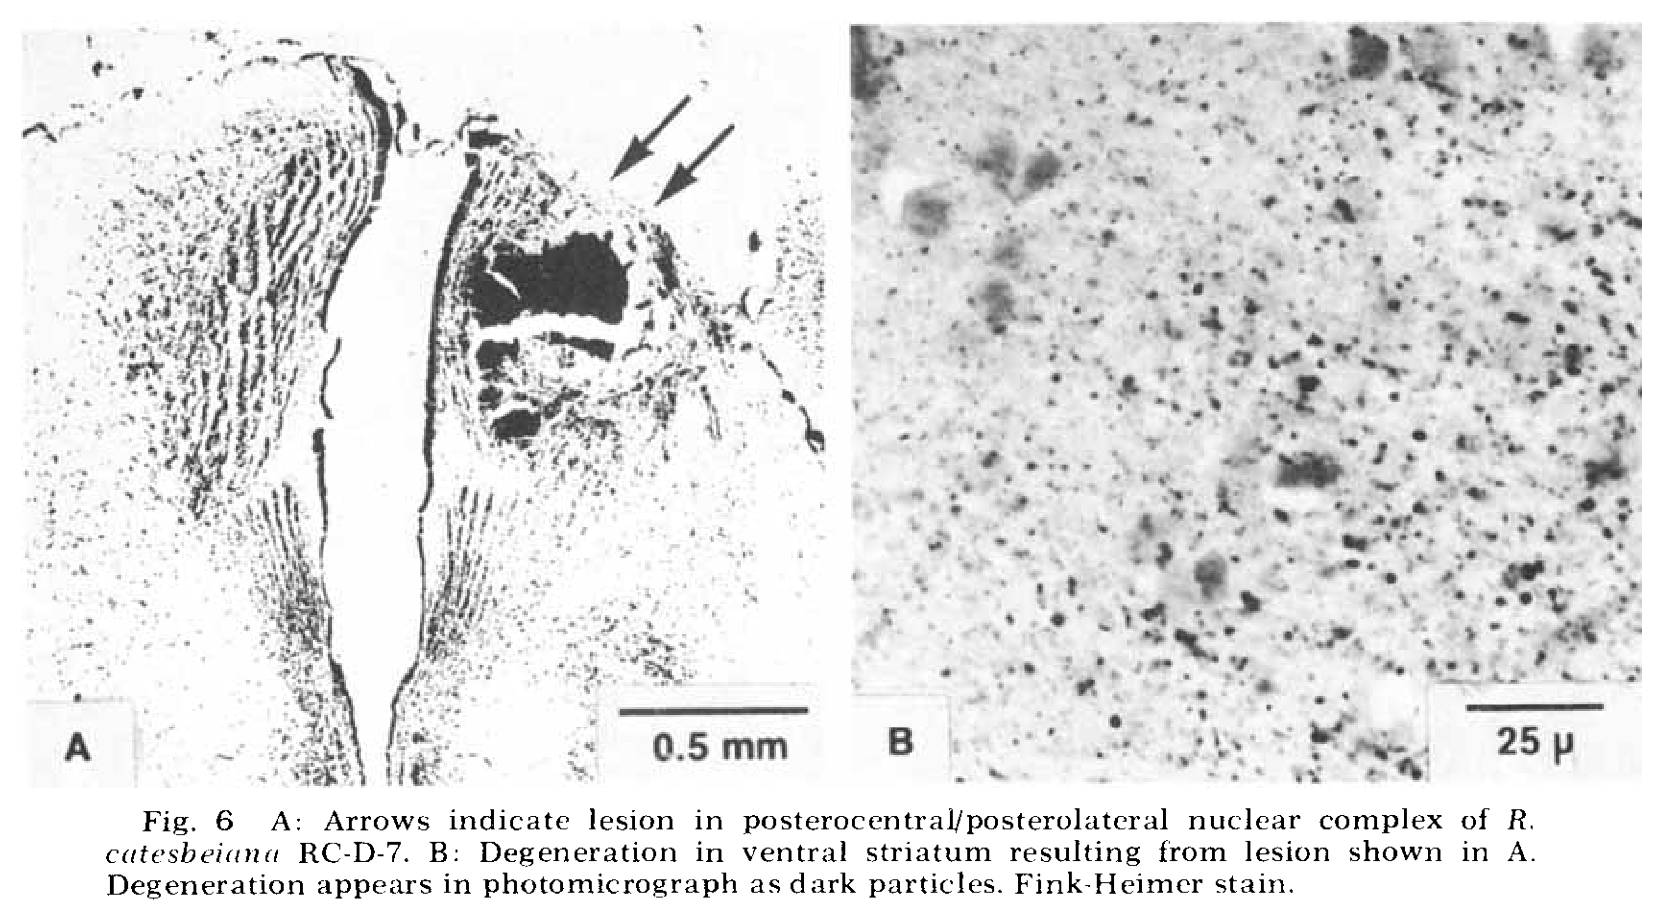 A
0.5 mm
B
25 µ
Fig. 6 A: Arrows indicate lesion in posterocentral/posterolateral nuclear complex of R.
catesbeiana RC-D-7. B: Degeneration in ventral striatum resulting from lesion shown in A.
Degeneration appears in photomicrograph as dark particles. Fink-Heimer stain.